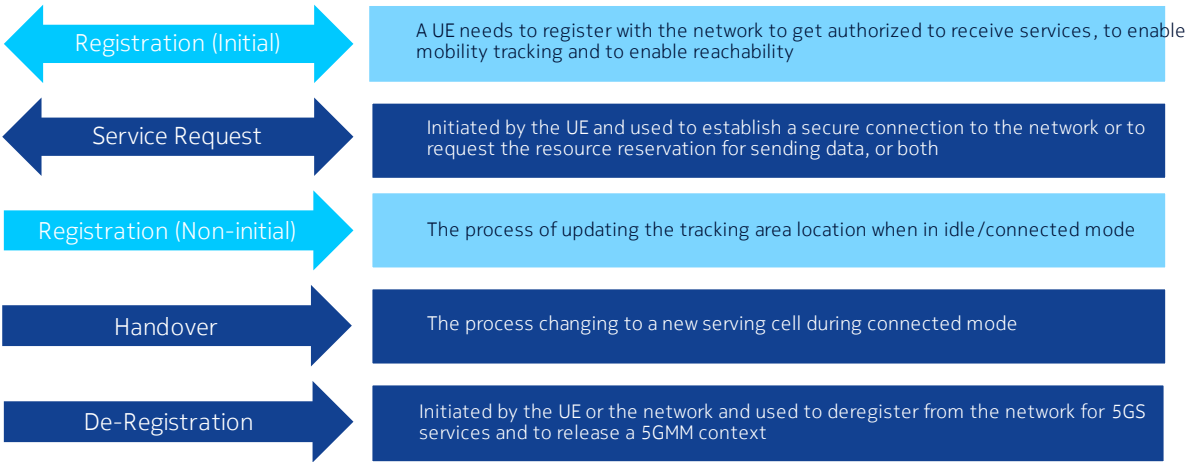 Registration (Initial)
A UE needs to register with the network to get authorized to receive services, to enable
mobility tracking and to enable reachability
Service Request
Initiated by the UE and used to establish a secure connection to the network or to
request the resource reservation for sending data, or both
Registration (Non-initial)
The process of updating the tracking area location when in idle/connected mode
Handover
The process changing to a new serving cell during connected mode
De-Registration
Initiated by the UE or the network and used to deregister from the network for 5GS
services and to release a 5GMM context